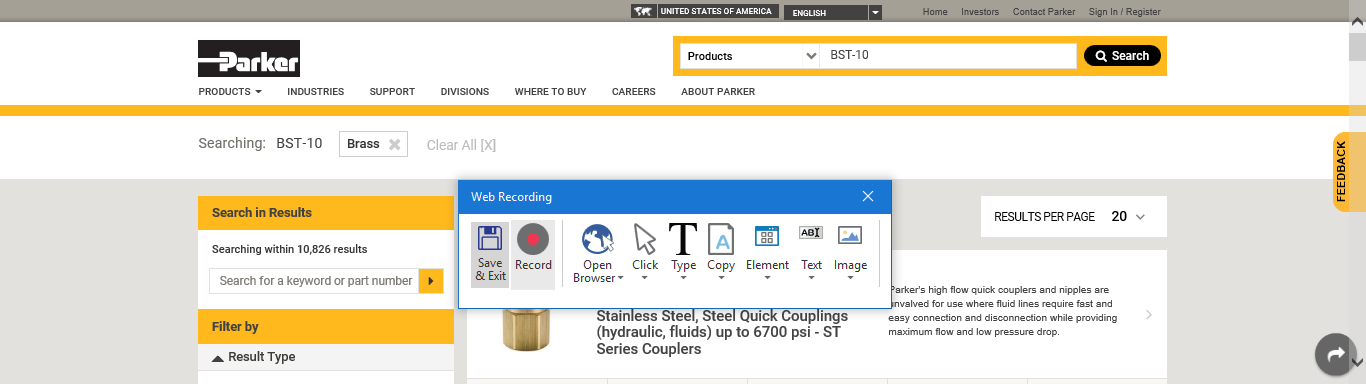 UNITED STATES OF AMERICA
ENGLISH
Home Investors Contact Parker Sign In / Register
Parker
Products BST-10 Search
PRODUCTS INDUSTRIES SUPPORT DIVISIONS WHERE TO BUY CAREERS ABOUT PARKER
Searching: BST-10 Brass Clear All [X]
FEEDBACK
Web Recording
Save & Exit
Record
Open Browser
Click
Type
Copy
Element
Text
Image
Search in Results
Searching within 10,826 results
Search for a keyword or part number
Filter by
Result Type
RESULTS PER PAGE 20
Stainless Steel, Steel Quick Couplings
(hydraulic, fluids) up to 6700 psi - ST
Series Couplers
Parker's high flow quick couplers and nipples are
unvalved for use where fluid lines require fast and
easy connection and disconnection while providing
maximum flow and low pressure drop.